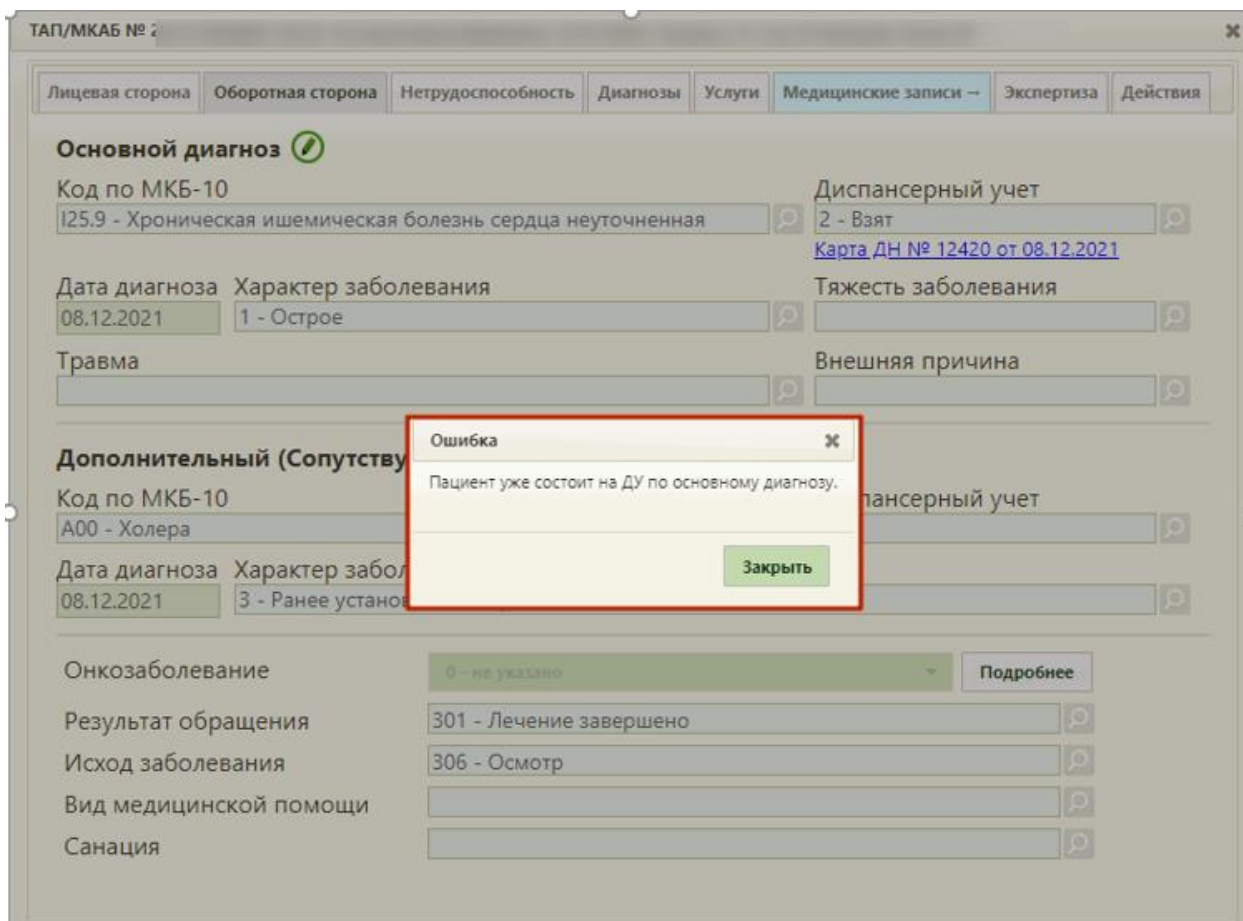 ТАП/МКАБ № 2
Лицевая сторона Оборотная сторона Нетрудоспособность Диагнозы Услуги Медицинские записи – Экспертиза Действия
Основной диагноз
Код по МКБ-10 Диспансерный учет
I25.9 - Хроническая ишемическая болезнь сердца неуточненная 2 - Взят
Карта ДН № 12420 от 08.12.2021
Дата диагноза Характер заболевания Тяжесть заболевания
08.12.2021 1 - Острое
Травма Внешняя причина
Ошибка
Пациент уже состоит на ДУ по основному диагнозу.
Закрыть
Дополнительный (Сопутству
Код по МКБ-10 пансерный учет
А00 - Холера
Дата диагноза Характер забол
08.12.2021 3 - Ранее установ
Онкозаболевание 0 - не указано Подробнее
Результат обращения 301 - Лечение завершено
Исход заболевания 306 - Осмотр
Вид медицинской помощи
Санация